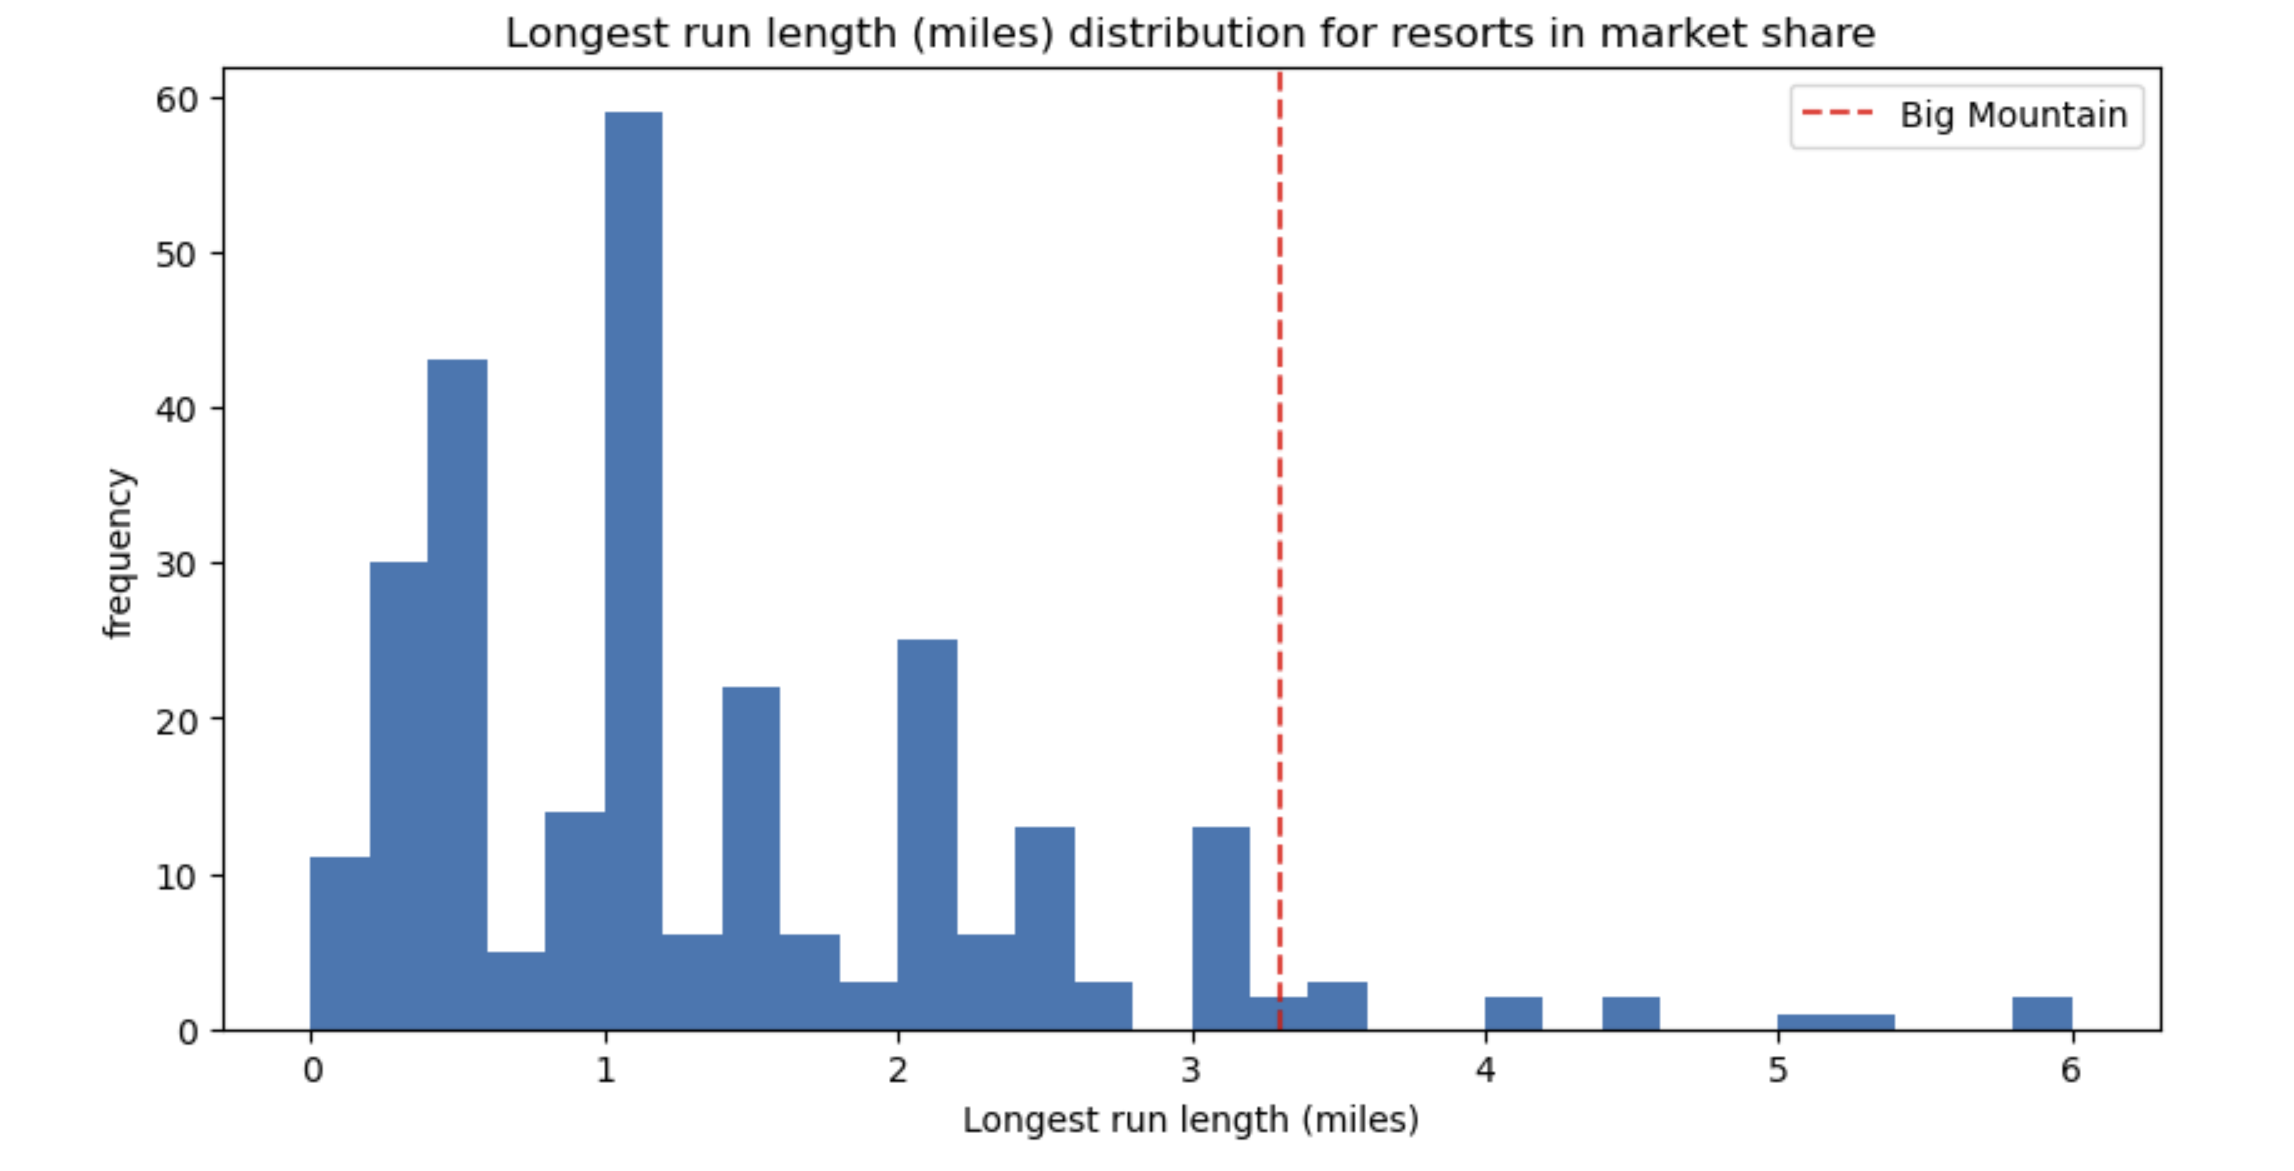 Longest run length (miles) distribution for resorts in market share
Big Mountain
60
50
40
30
20
10
0
frequency
0 1 2 3 4 5 6
Longest run length (miles)